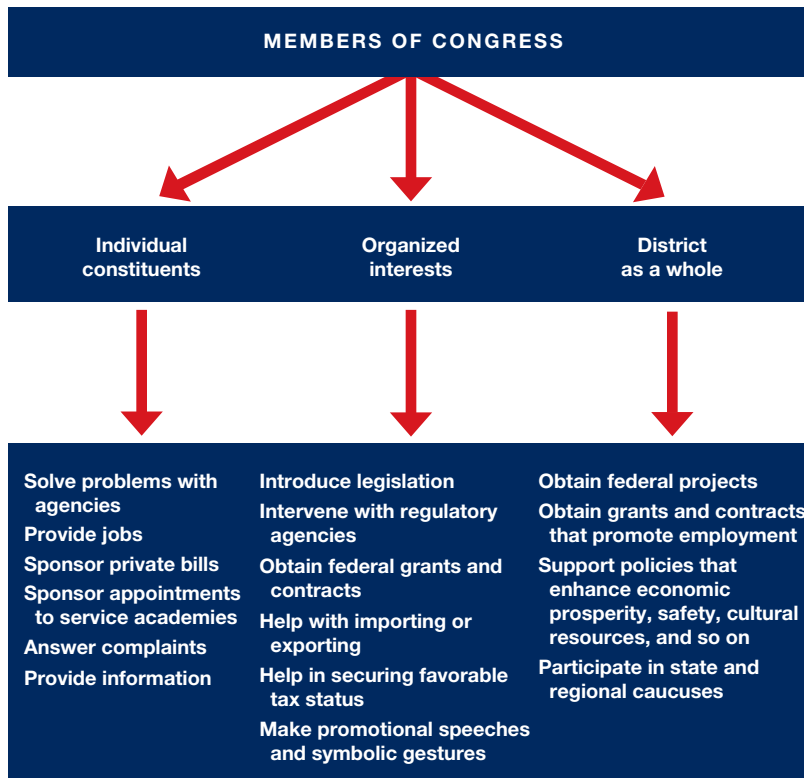 MEMBERS OF CONGRESS
Individual
constituents
Organized
interests
District
as a whole
Solve problems with
agencies
Provide jobs
Sponsor private bills
Sponsor appointments
to service academies
Answer complaints
Provide information
Introduce legislation
Intervene with regulatory
agencies
Obtain federal grants and
contracts
Help with importing or
exporting
Help in securing favorable
tax status
Make promotional speeches
and symbolic gestures
Obtain federal projects
Obtain grants and contracts
that promote employment
Support policies that
enhance economic
prosperity, safety, cultural
resources, and so on
Participate in state and
regional caucuses